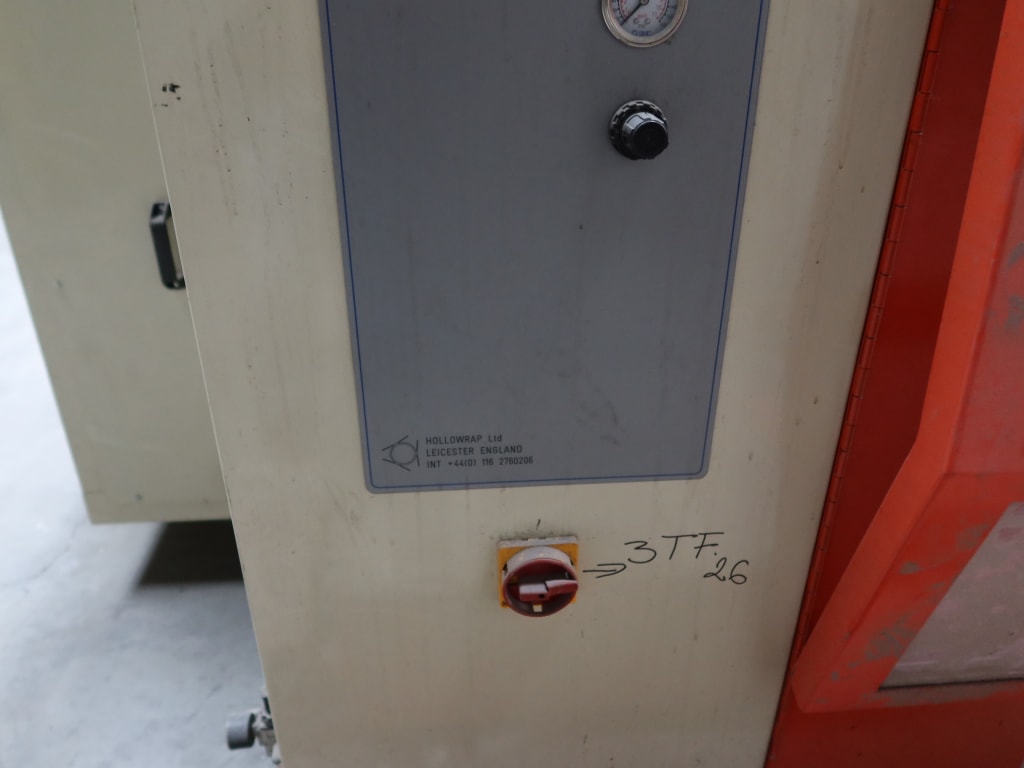 HOLLOWRAP Ltd
LEICESTER ENGLAND
INT +44(0) 116 2760206
3TF.
26